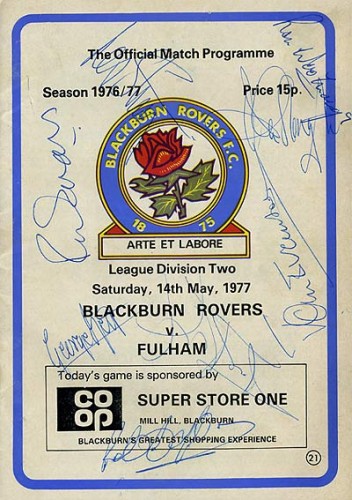 The Official Match Programme
Season 1976/77 Price 15p.
BLACKBURN ROVERS F.C.
18 75
ARTE ET LABORE
League Division Two
Saturday, 14th May, 1977
BLACKBURN ROVERS
v.
FULHAM
Today's game is sponsored by
CO
OP
SUPER STORE ONE
MILL HILL, BLACKBURN
BLACKBURN'S GREATEST SHOPPING EXPERIENCE
21